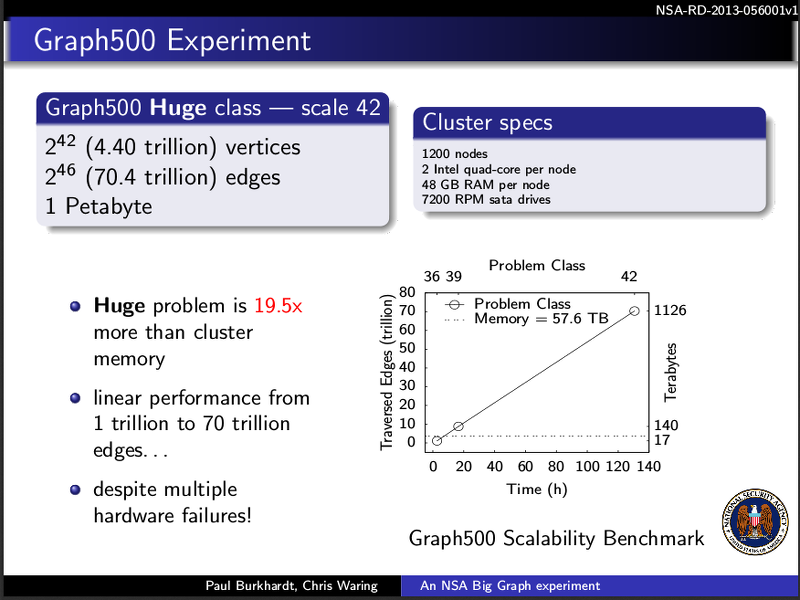 NSA-RD-2013-056001v1
Graph500 Experiment
Graph500 Huge class — scale 42
2^42 (4.40 trillion) vertices
2^46 (70.4 trillion) edges
1 Petabyte
Cluster specs
1200 nodes
2 Intel quad-core per node
48 GB RAM per node
7200 RPM sata drives
Huge problem is 19.5x
more than cluster
memory
linear performance from
1 trillion to 70 trillion
edges. . .
despite multiple
hardware failures!
Problem Class
36 39 42
Problem Class
Memory = 57.6 TB
Traversed Edges (trillion)
80
70
60
50
40
30
20
10
0
1126
140
17
Terabytes
0 20 40 60 80 100 120 140
Time (h)
Graph500 Scalability Benchmark
NATIONAL SECURITY AGENCY
UNITED STATES OF AMERICA
Paul Burkhardt, Chris Waring
An NSA Big Graph experiment